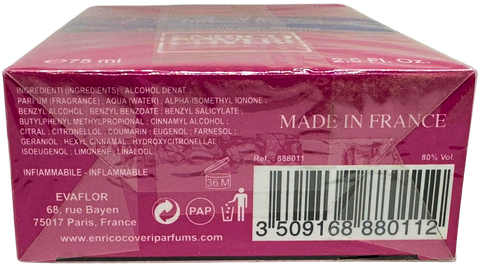 ℮75 ml
2.5 Fl. Oz.
INGREDIENTI (INGREDIENTS) : ALCOHOL DENAT.
PARFUM (FRAGRANCE) ; AQUA (WATER) ; ALPHA-ISOMETHYL IONONE ;
BENZYL ALCOHOL ; BENZYL BENZOATE ; BENZYL SALICYLATE
BUTYLPHENYL METHYLPROPIONAL ; CINNAMYL ALCOHOL ;
CITRAL ; CITRONELLOL ; COUMARIN ; EUGENOL ; FARNESOL ;
GERANIOL ; HEXYL CINNAMAL ; HYDROXYCITRONELLAL
ISOEUGENOL ; LIMONENE ; LINALOOL
INFIAMMABILE - INFLAMMABLE
36 M
MADE IN FRANCE
Ref. : 888011
80% Vol.
EVAFLOR
68, rue Bayen
75017 Paris, France
www.enricocoveriparfums.com
PAP
3 509168 880112